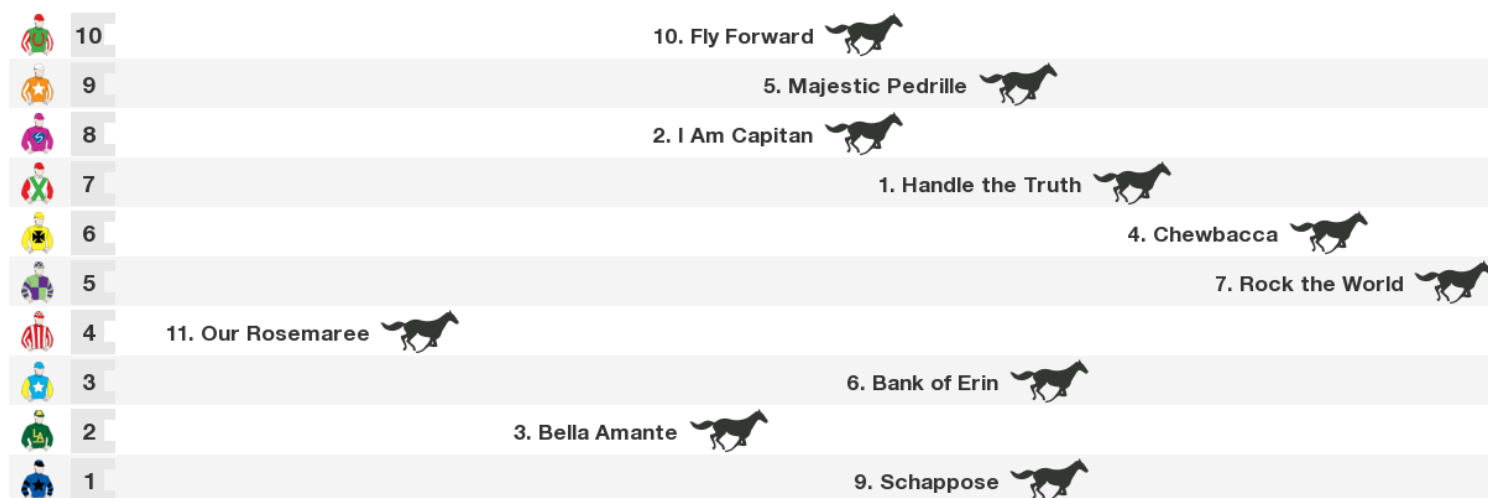 10 10. Fly Forward
9 5. Majestic Pedrille
8 2. I Am Capitan
7 1. Handle the Truth
6 4. Chewbacca
5 7. Rock the World
4 11. Our Rosemaree
3 6. Bank of Erin
LA 2 3. Bella Amante
1 9. Schappose